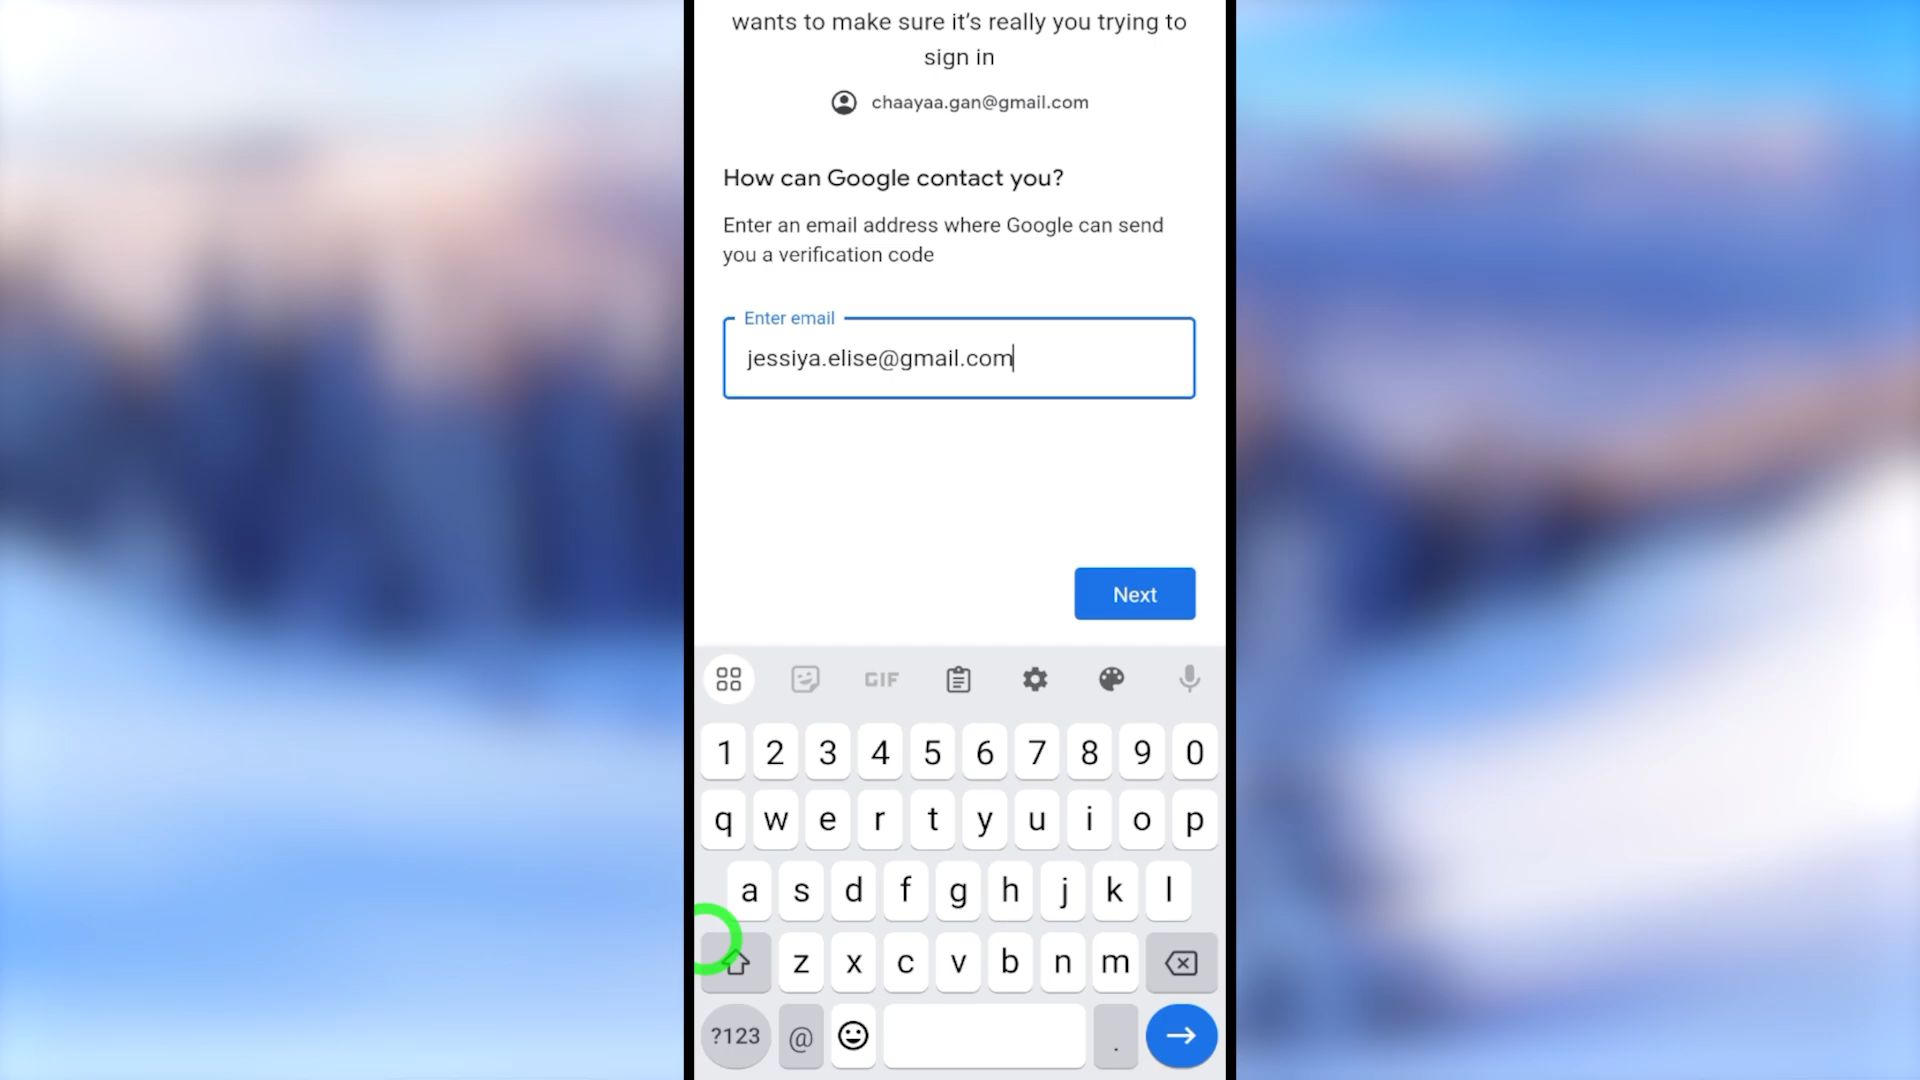 wants to make sure it’s really you trying to
sign in
chaayaa.gan@gmail.com
How can Google contact you?
Enter an email address where Google can send
you a verification code
Enter email
jessiya.elise@gmail.com
Next
GIF
1 2 3 4 5 6 7 8 9 0
q w e r t y u i o p
a s d f g h j k l
z x c v b n m
?123 @ .